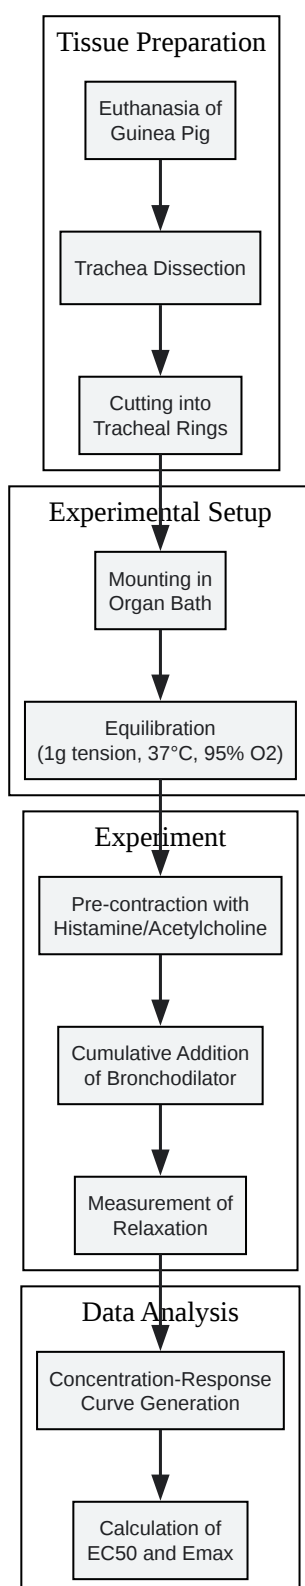 Tissue Preparation
Euthanasia of
Guinea Pig
Trachea Dissection
Cutting into
Tracheal Rings
Experimental Setup
Mounting in
Organ Bath
Equilibration
(1g tension, 37°C, 95% O2)
Experiment
Pre-contraction with
Histamine/Acetylcholine
Cumulative Addition
of Bronchodilator
Measurement of
Relaxation
Data Analysis
Concentration-Response
Curve Generation
Calculation of
EC50 and Emax